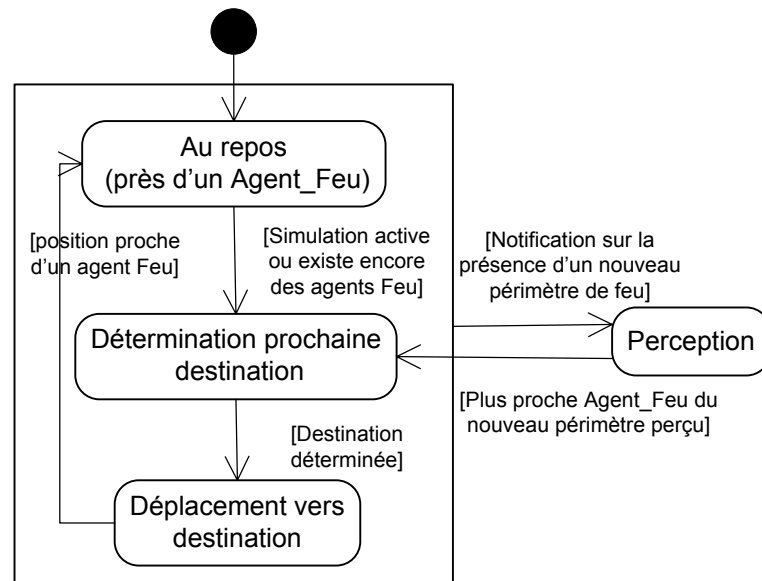 Au repos
(près d'un Agent_Feu)
[position proche
d'un agent Feu]
[Simulation active
ou existe encore
des agents Feu]
[Notification sur la
présence d'un nouveau
périmètre de feu]
Détermination prochaine
destination
Perception
[Plus proche Agent_Feu du
nouveau périmètre perçu]
[Destination
déterminée]
Déplacement vers
destination